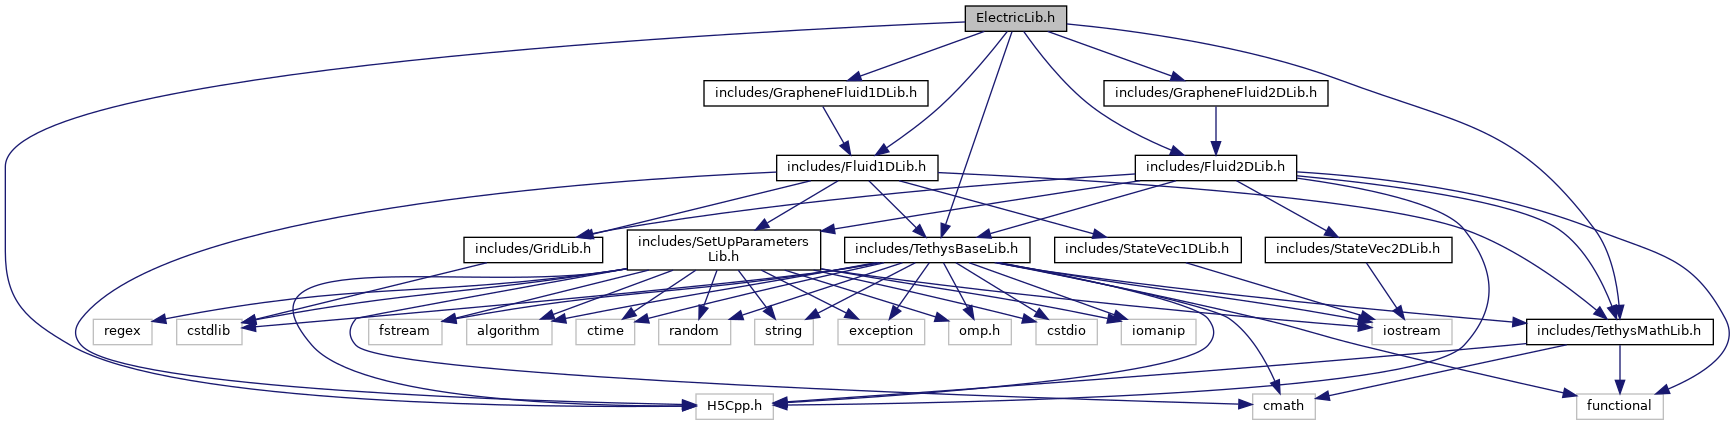 ElectricLib.h
includes/GrapheneFluid1DLib.h
includes/GrapheneFluid2DLib.h
includes/Fluid1DLib.h
includes/Fluid2DLib.h
includes/GridLib.h
includes/SetUpParameters
Lib.h
includes/TethysBaseLib.h
includes/StateVec1DLib.h
includes/StateVec2DLib.h
regex
cstdlib
fstream
algorithm
ctime
random
string
exception
omp.h
cstdio
iomanip
iostream
includes/TethysMathLib.h
H5Cpp.h
cmath
functional